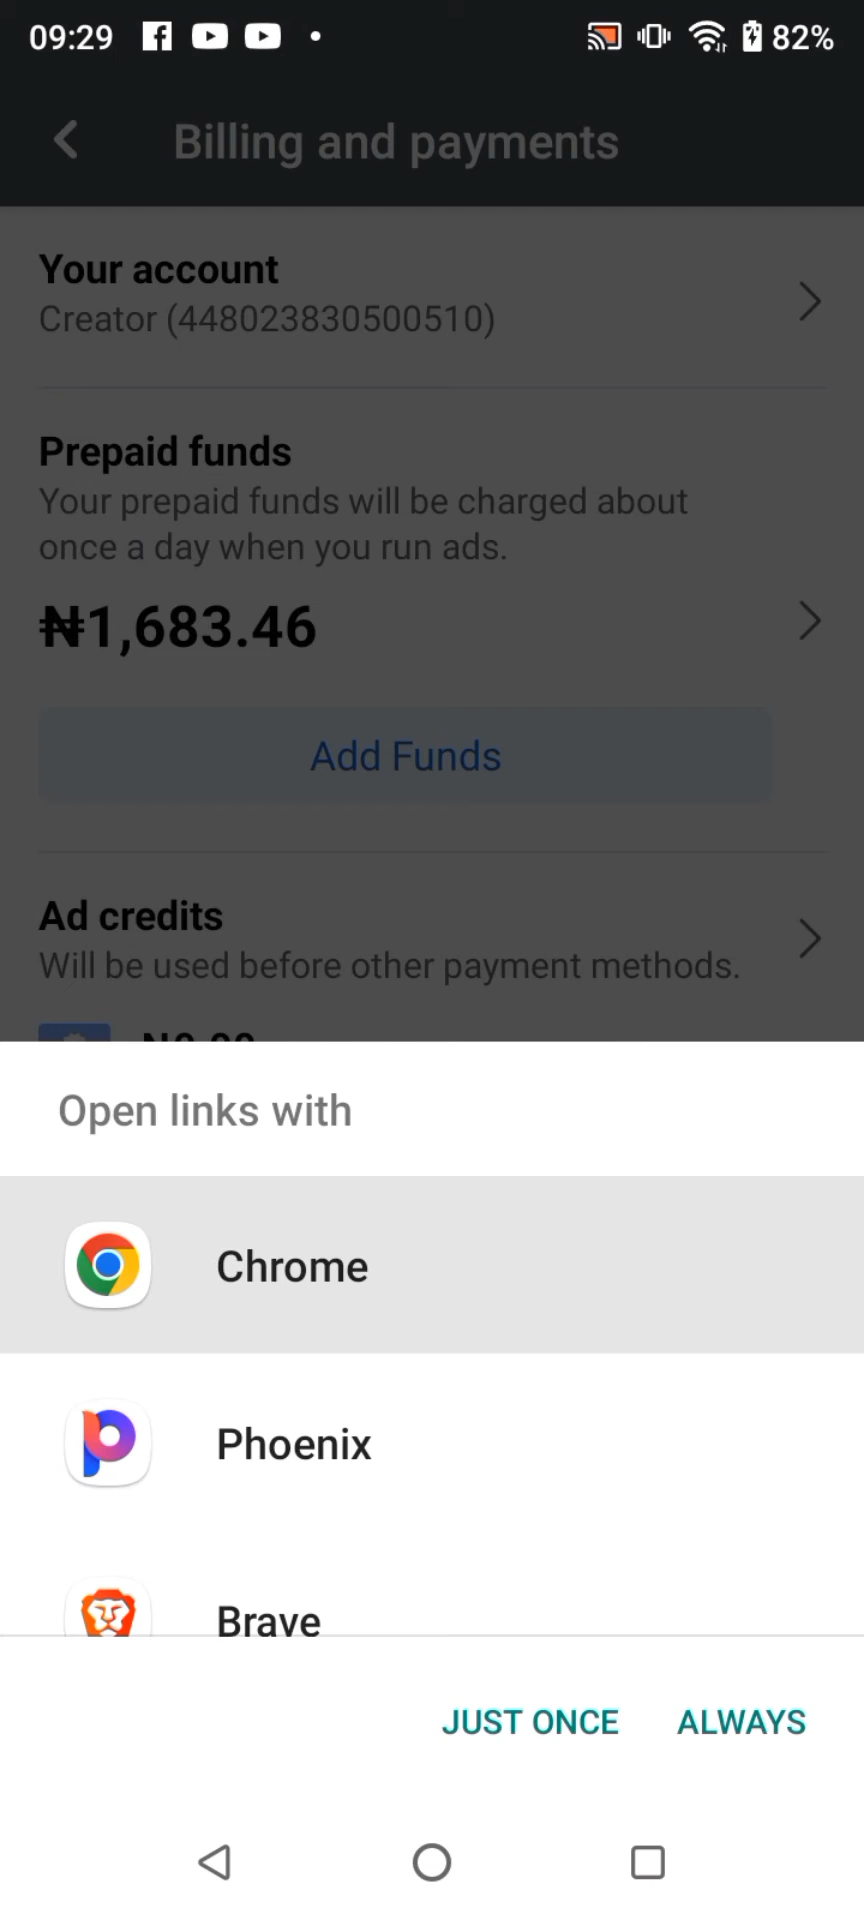 09:29 82%
Billing and payments
Your account
Creator (448023830500510)
Prepaid funds
Your prepaid funds will be charged about
once a day when you run ads.
₦1,683.46
Add Funds
Ad credits
Will be used before other payment methods.
Open links with
Chrome
Phoenix
Brave
JUST ONCE ALWAYS